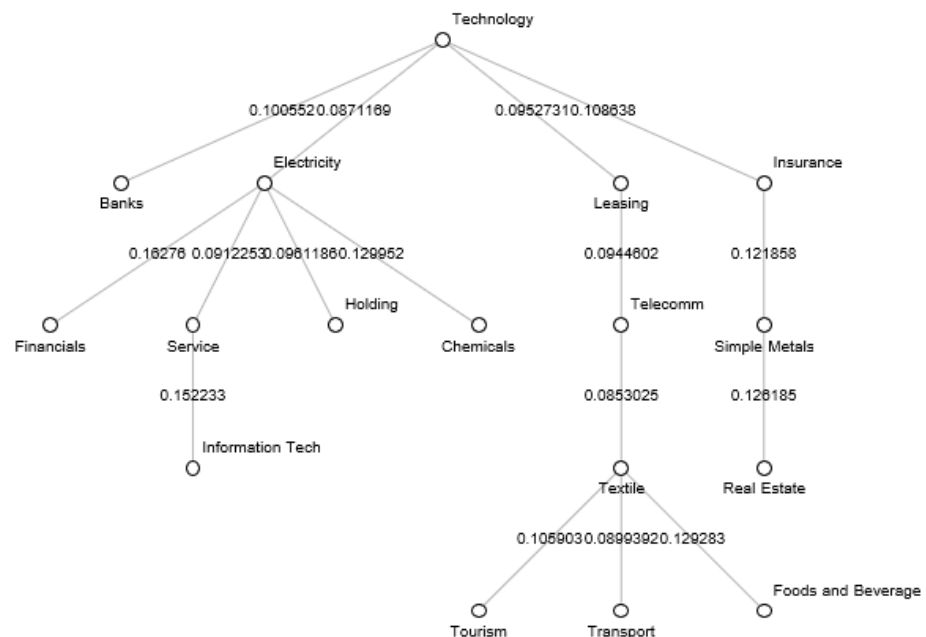 Technology
0.100552
0.0871169
0.0952731
0.108638
Electricity
Insurance
Banks
Leasing
0.16276
0.0912253
0.0961186
0.129952
0.0944602
0.121858
Holding
Telecomm
Financials
Service
Chemicals
Simple Metals
0.152233
0.0853025
0.126185
Information Tech
Textile
Real Estate
0.105903
0.0899392
0.129283
Foods and Beverage
Tourism
Transport